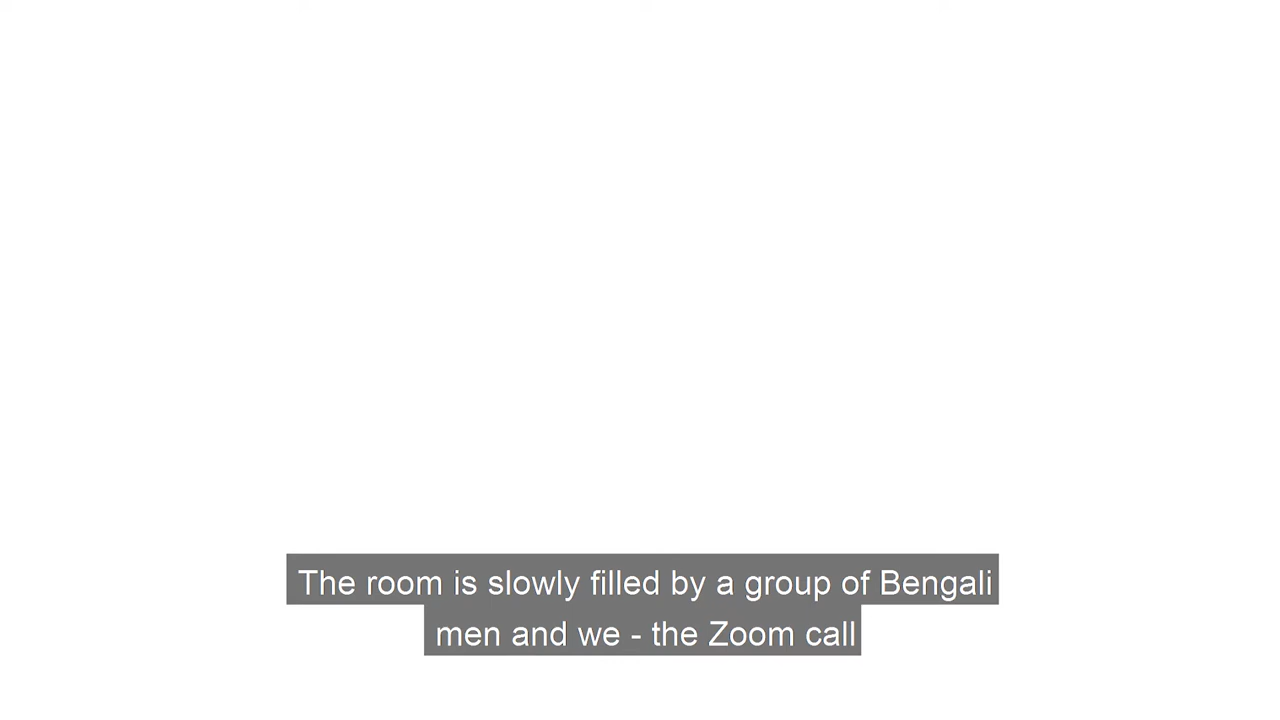 The room is slowly filled by a group of Bengali
men and we - the Zoom call